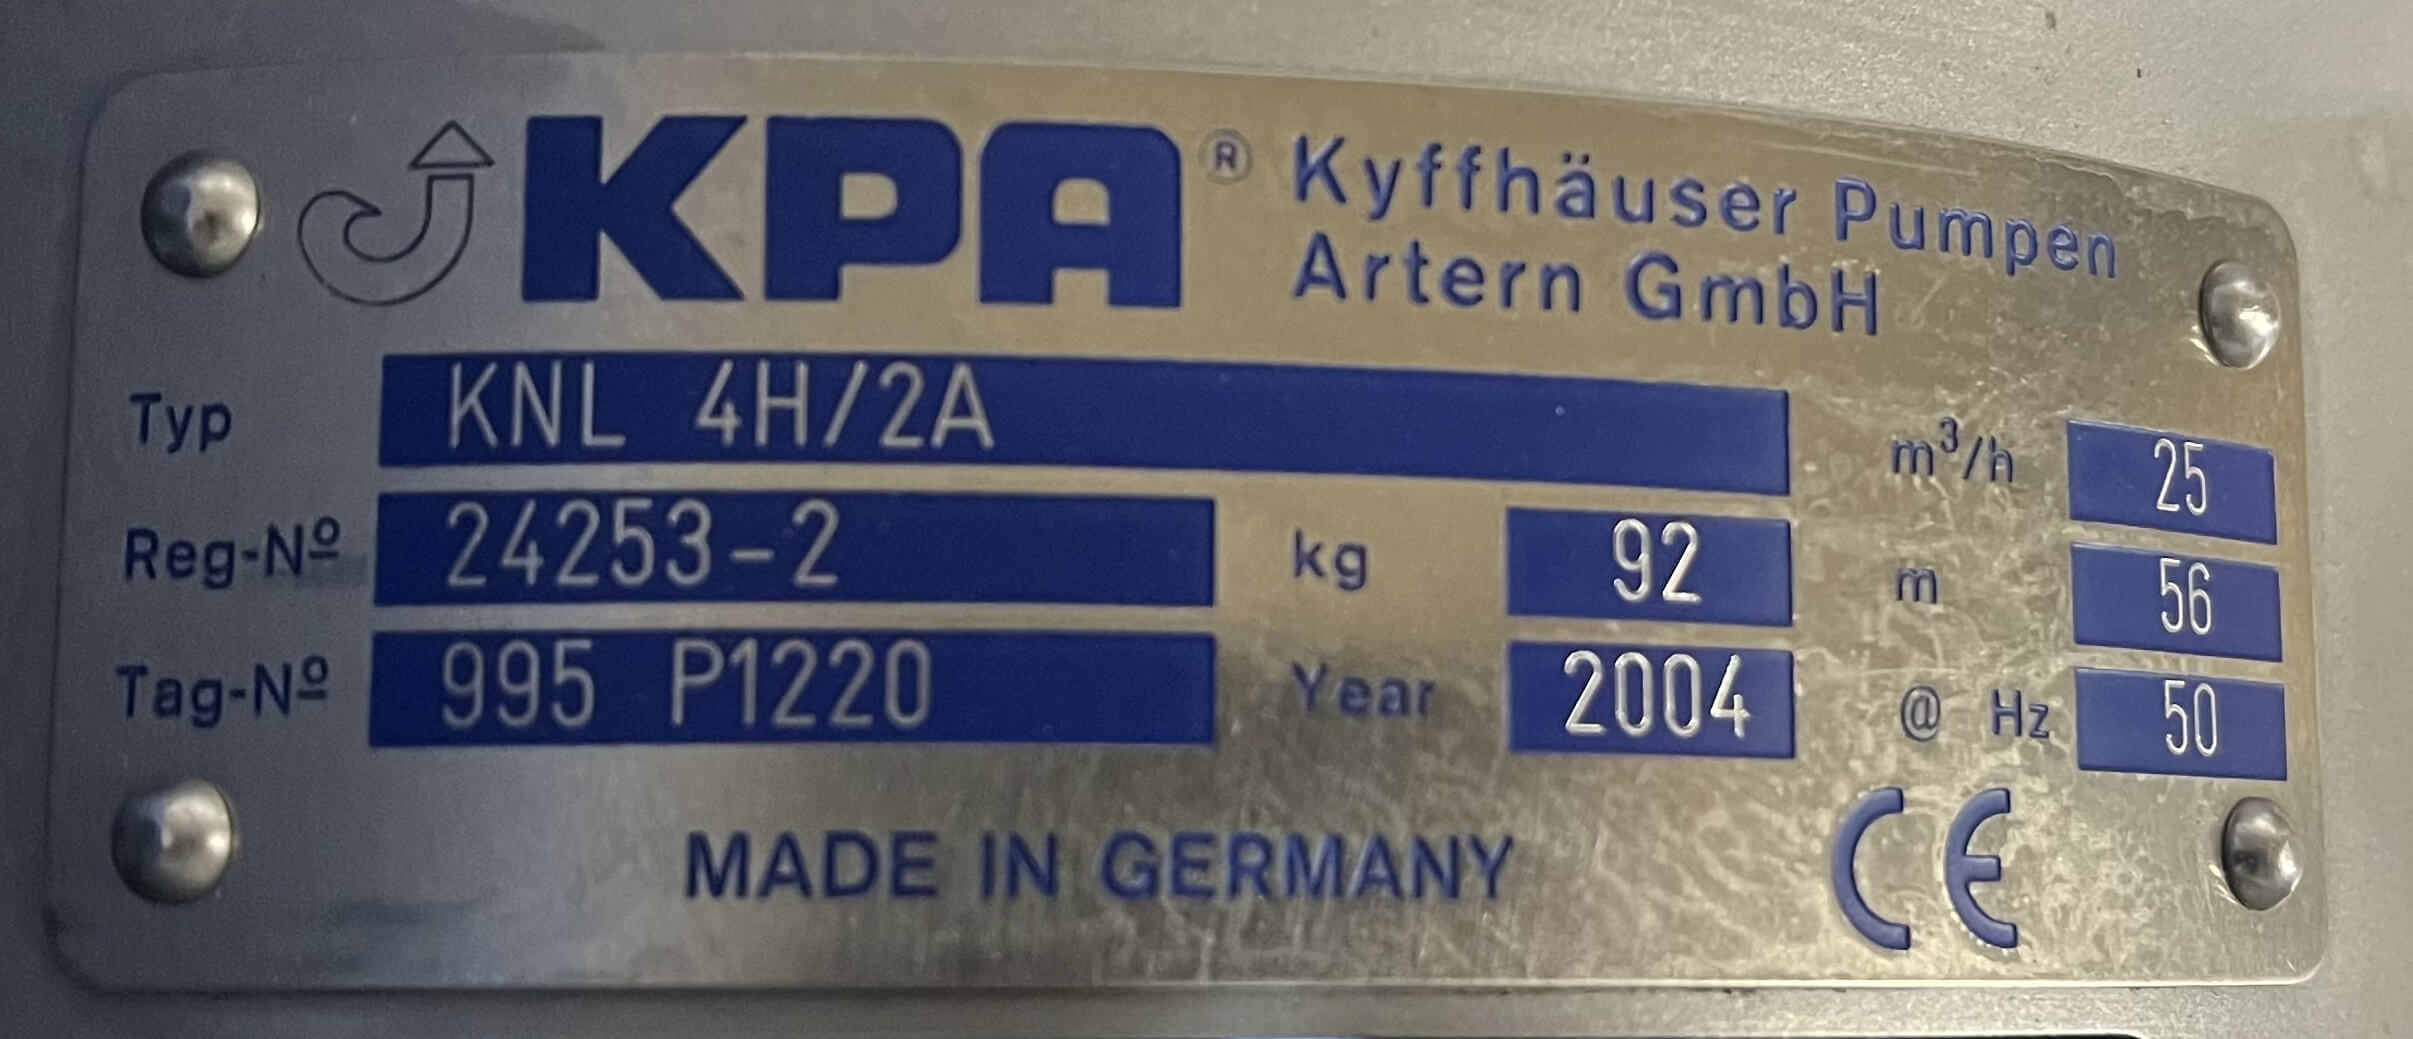 KPA® Kyffhäuser Pumpen
Artern GmbH
Typ KNL 4H/2A m³/h 25
Reg-Nº 24253-2 kg 92 m 56
Tag-Nº 995 P1220 Year 2004 @ Hz 50
MADE IN GERMANY CE